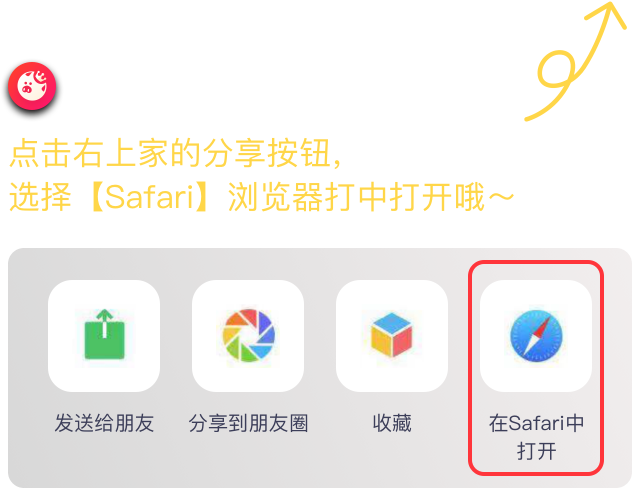 点击右上家的分享按钮,
选择【Safari】浏览器打中打开哦～
发送给朋友
分享到朋友圈
收藏
在Safari中
打开